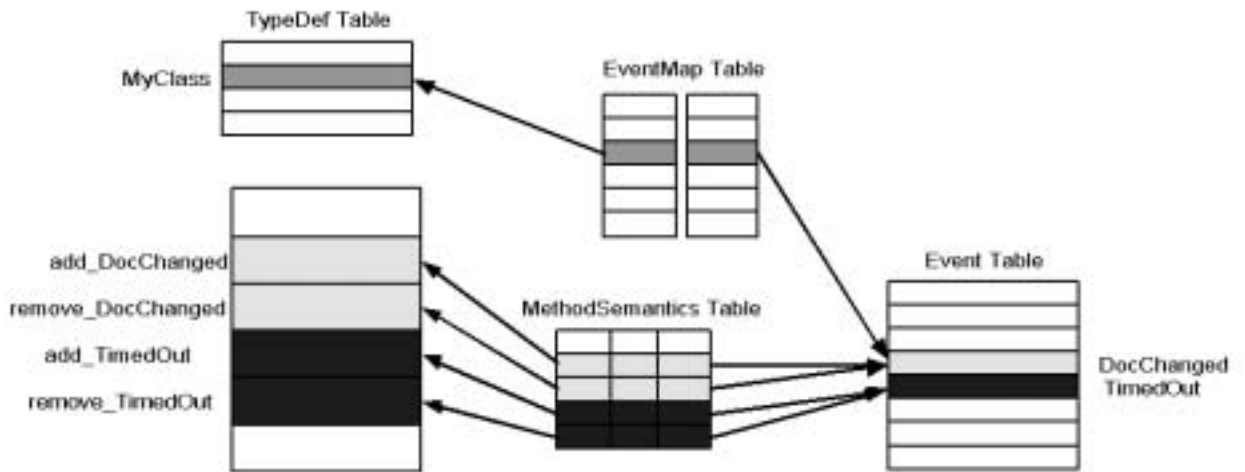 TypeDef Table
MyClass
EventMap Table
add_DocChanged
remove_DocChanged
add_TimedOut
remove_TimedOut
MethodSemantics Table
Event Table
DocChanged
TimedOut